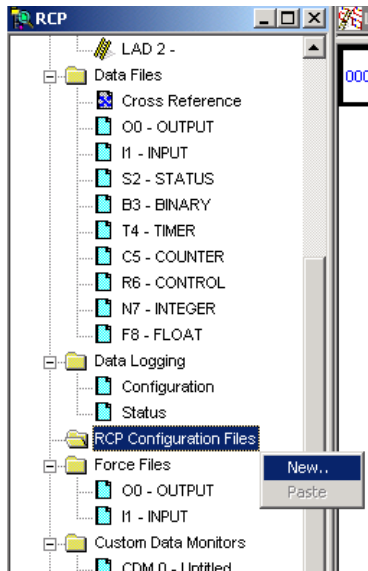 RCP
LAD 2 -
Data Files
Cross Reference
O0 - OUTPUT
I1 - INPUT
S2 - STATUS
B3 - BINARY
T4 - TIMER
C5 - COUNTER
R6 - CONTROL
N7 - INTEGER
F8 - FLOAT
Data Logging
Configuration
Status
RCP Configuration Files
New..
Paste
Force Files
O0 - OUTPUT
I1 - INPUT
Custom Data Monitors
CDM 0 - Untitled
000